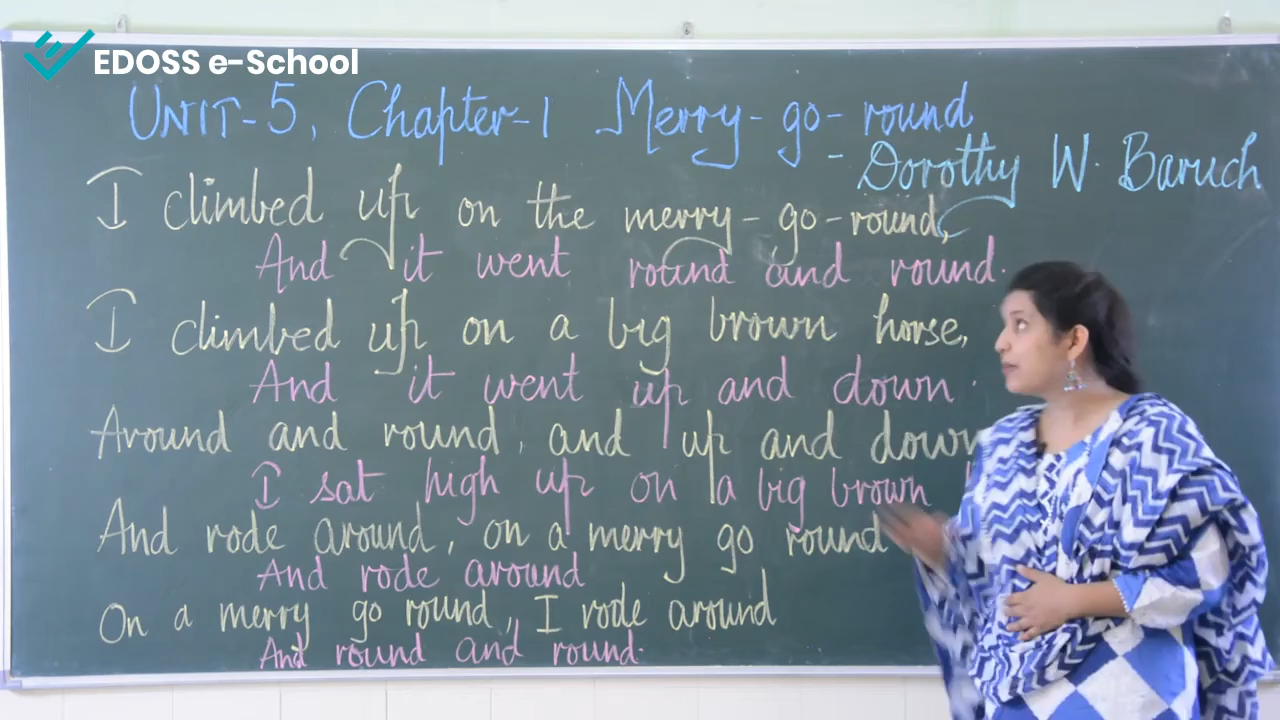 EDOSS e-School
UNIT-5, Chapter-1 Merry-go-round
- Dorothy W. Baruch
I climbed up on the merry-go-round,
And it went round and round.
I climbed up on a big brown horse,
And it went up and down.
Around and round, and up and down
I sat high up on a big brown
And rode around, on a merry go round
And rode around
On a merry go round, I rode around
And round and round.